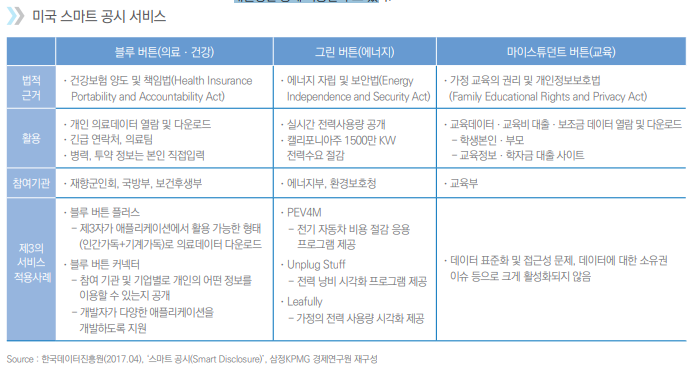 미국 스마트 공시 서비스
블루 버튼(의료 · 건강)
그린 버튼(에너지)
마이스튜던트 버튼(교육)
법적
근거
· 건강보험 양도 및 책임법(Health Insurance
Portability and Accountability Act)
· 에너지 자립 및 보안법(Energy
Independence and Security Act)
· 가정 교육의 권리 및 개인정보보호법
(Family Educational Rights and Privacy Act)
활용
· 개인 의료데이터 열람 및 다운로드
· 긴급 연락처, 의료팀
· 병력, 투약 정보는 본인 직접입력
· 실시간 전력사용량 공개
· 캘리포니아주 1500만 KW
전력수요 절감
· 교육데이터 · 교육비 대출 · 보조금 데이터 열람 및 다운로드
– 학생본인 · 부모
– 교육정보 · 학자금 대출 사이트
참여기관
· 재향군인회, 국방부, 보건후생부
· 에너지부, 환경보호청
· 교육부
제3의
서비스
적용사례
· 블루 버튼 플러스
– 제3자가 애플리케이션에서 활용 가능한 형태
(인간가독+기계가독)로 의료데이터 다운로드
· 블루 버튼 커넥터
– 참여 기관 및 기업별로 개인의 어떤 정보를
이용할 수 있는지 공개
– 개발자가 다양한 애플리케이션을
개발하도록 지원
· PEV4M
– 전기 자동차 비용 절감 응용
프로그램 제공
· Unplug Stuff
– 전력 낭비 시각화 프로그램 제공
· Leafully
– 가정의 전력 사용량 시각화 제공
· 데이터 표준화 및 접근성 문제, 데이터에 대한 소유권
이슈 등으로 크게 활성화되지 않음
Source : 한국데이터진흥원(2017.04), '스마트 공시(Smart Disclosure)', 삼정KPMG 경제연구원 재구성